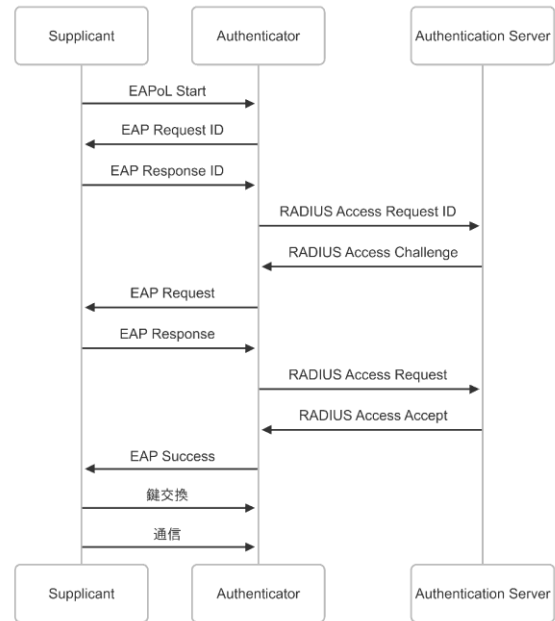 Supplicant
Authenticator
Authentication Server
EAPoL Start
EAP Request ID
EAP Response ID
RADIUS Access Request ID
RADIUS Access Challenge
EAP Request
EAP Response
RADIUS Access Request
RADIUS Access Accept
EAP Success
鍵交換
通信
Supplicant
Authenticator
Authentication Server